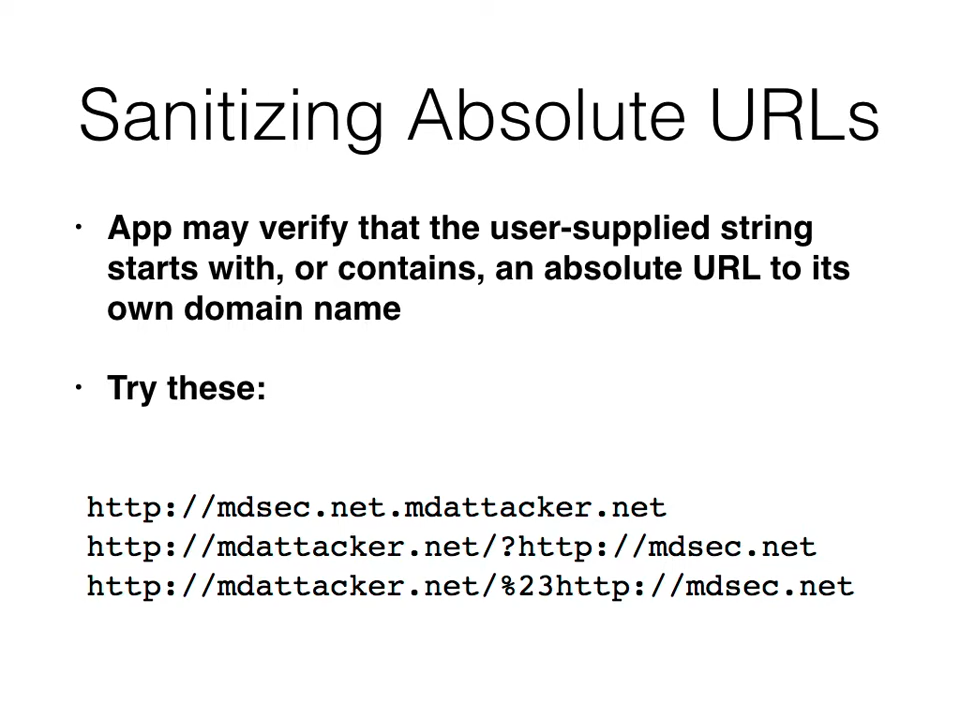 Sanitizing Absolute URLs
• App may verify that the user-supplied string
starts with, or contains, an absolute URL to its
own domain name
• Try these:
http://mdsec.net.mdattacker.net
http://mdattacker.net/?http://mdsec.net
http://mdattacker.net/%23http://mdsec.net